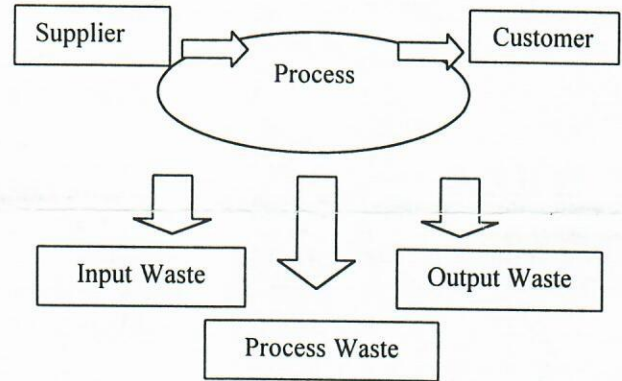 Supplier
Customer
Process
Input Waste
Output Waste
Process Waste